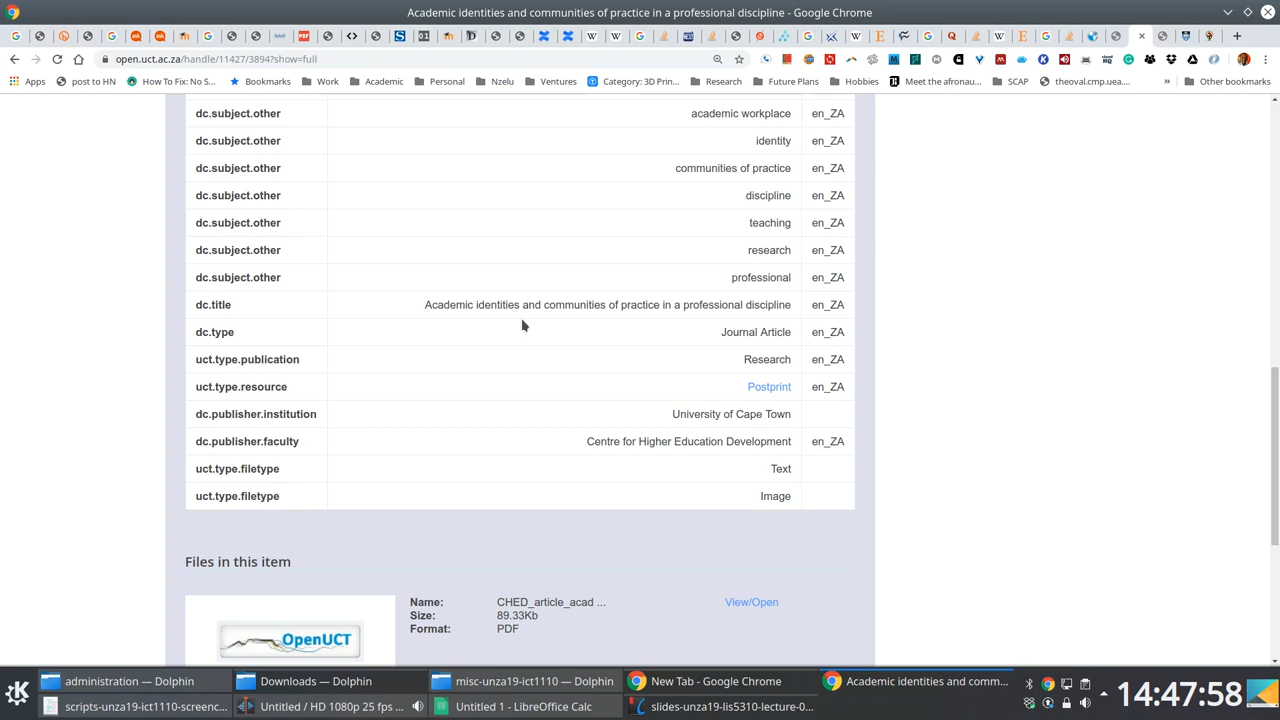 Academic identities and communities of practice in a professional discipline - Google Chrome
open.uct.ac.za/handle/11427/3894?show=full
Apps post to HN How To Fix: No S... Bookmarks Work Academic Personal Nzelu Ventures Category: 3D Prin... Research Future Plans Hobbies Meet the afronau... SCAP theoval.cmp.uea.... » Other bookmarks
dc.subject.other academic workplace en_ZA
dc.subject.other identity en_ZA
dc.subject.other communities of practice en_ZA
dc.subject.other discipline en_ZA
dc.subject.other teaching en_ZA
dc.subject.other research en_ZA
dc.subject.other professional en_ZA
dc.title Academic identities and communities of practice in a professional discipline en_ZA
dc.type Journal Article en_ZA
uct.type.publication Research en_ZA
uct.type.resource Postprint en_ZA
dc.publisher.institution University of Cape Town
dc.publisher.faculty Centre for Higher Education Development en_ZA
uct.type.filetype Text
uct.type.filetype Image
Files in this item
Name: CHED_article_acad ... View/Open
Size: 89.33Kb
Format: PDF
OpenUCT
administration — Dolphin Downloads — Dolphin misc-unza19-ict1110 — Dolphin New Tab - Google Chrome Academic identities and comm...
scripts-unza19-ict1110-screenc... Untitled / HD 1080p 25 fps ... Untitled 1 - LibreOffice Calc slides-unza19-lis5310-lecture-0...
14:47:58